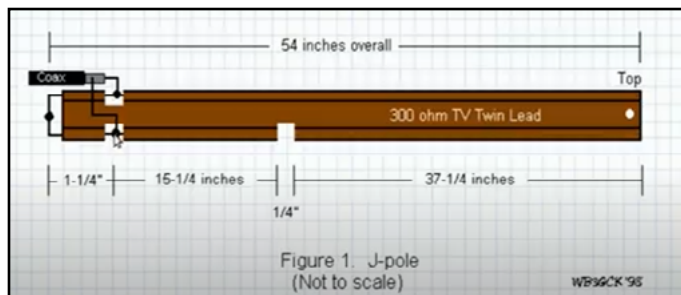 54 inches overall
Coax
Top
300 ohm TV Twin Lead
1-1/4"
15-1/4 inches
37-1/4 inches
1/4"
Figure 1. J-pole
(Not to scale)
WB3GCK '95